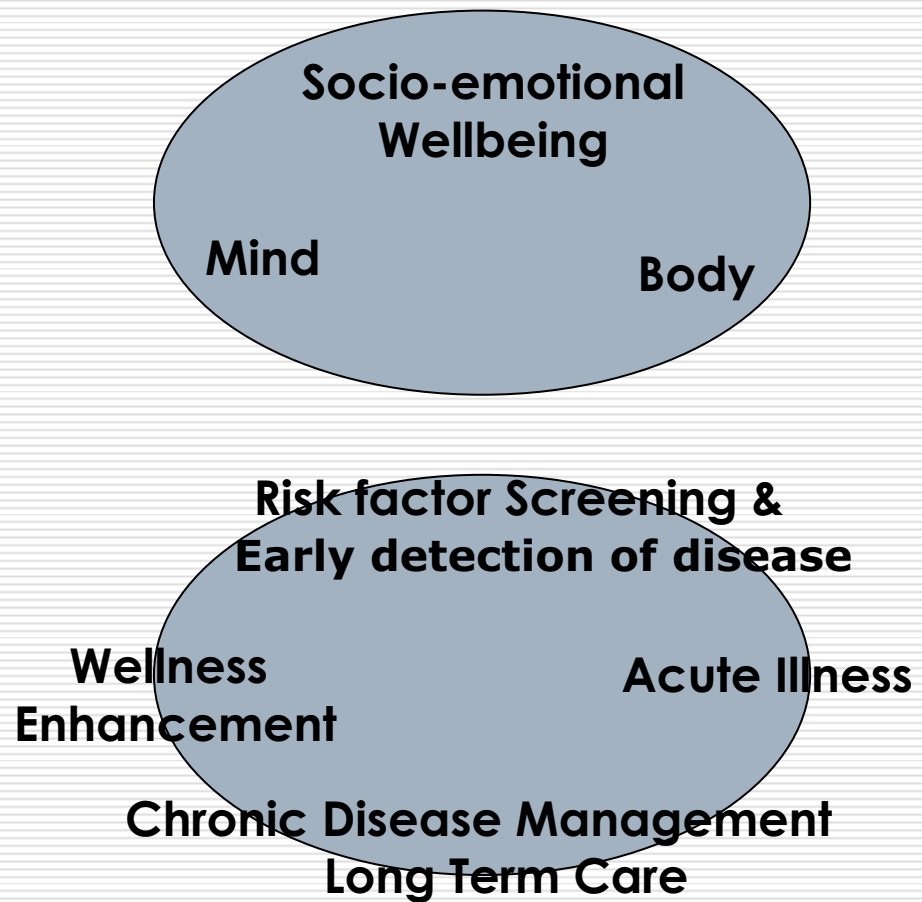 Socio-emotional
Wellbeing
Mind
Body
Risk factor Screening &
Early detection of disease
Wellness
Enhancement
Acute Illness
Chronic Disease Management
Long Term Care